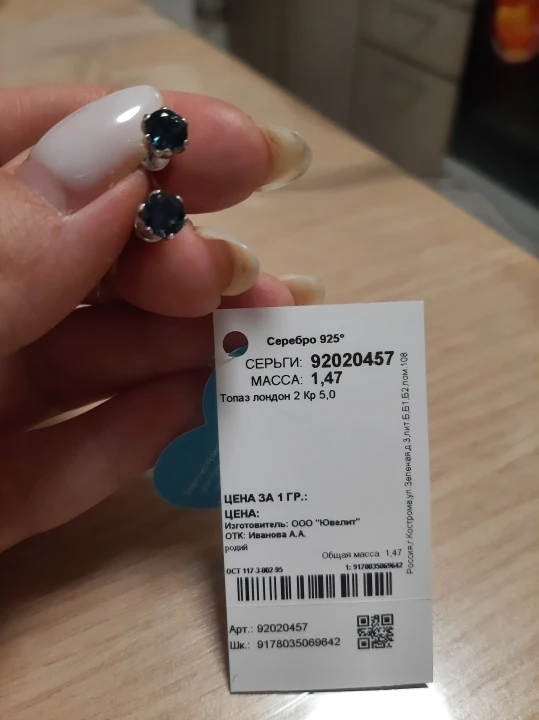 Серебро 925°
СЕРЬГИ: 92020457
МАССА: 1,47
Топаз лондон 2 Кр 5,0
ЦЕНА ЗА 1 ГР.:
ЦЕНА:
Изготовитель: ООО "Ювелит"
ОТК: Иванова А.А.
родий
Общая масса 1,47
ОСТ 117-3-002-95
1: 9178035069642
Арт.: 92020457
Шк.: 9178035069642
Россия,г.Кострома,ул Зеленая,д 3,лит.Б,Б1,Б2,пом.108